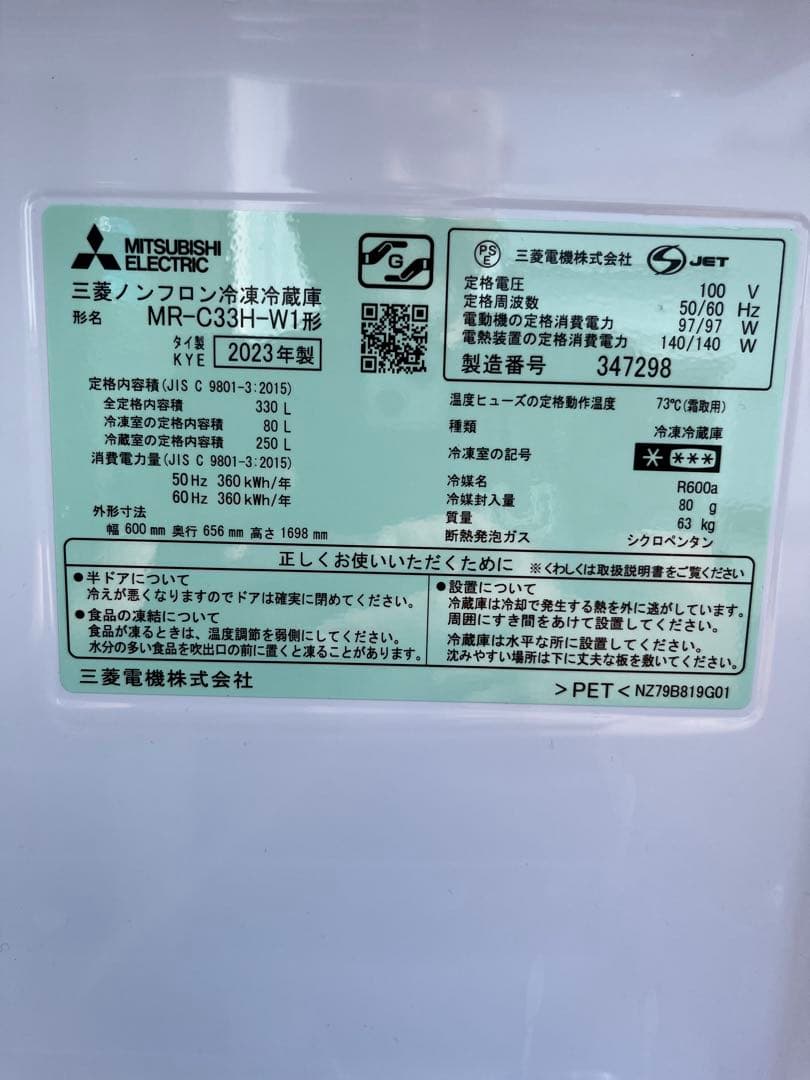 MITSUBISHI
ELECTRIC
G
三菱ノンフロン冷凍冷蔵庫
形名 MR-C33H-W1形
タイ製
KYE 2023年製
定格内容積(JIS C 9801-3:2015)
全定格内容積 330 L
冷凍室の定格内容積 80 L
冷蔵室の定格内容積 250 L
消費電力量(JIS C 9801-3:2015)
50Hz 360kWh/年
60Hz 360kWh/年
外形寸法
幅 600mm 奥行 656mm 高さ 1698mm
PSE 三菱電機株式会社 S JET
定格電圧 100 V
定格周波数 50/60 Hz
電動機の定格消費電力 97/97 W
電熱装置の定格消費電力 140/140 W
製造番号 347298
温度ヒューズの定格動作温度 73℃(霜取用)
種類 冷凍冷蔵庫
冷凍室の記号 * ***
冷媒名 R600a
冷媒封入量 80 g
質量 63 kg
断熱発泡ガス シクロペンタン
正しくお使いいただくために ※くわしくは取扱説明書をご覧ください
●半ドアについて
冷えが悪くなりますのでドアは確実に閉めてください。
●食品の凍結について
食品が凍るときは、温度調節を弱側にしてください。
水分の多い食品を吹出口の前に置くと凍ることがあります。
●設置について
冷蔵庫は冷却で発生する熱を外に逃がしています。
周囲にすき間をあけて設置してください。
冷蔵庫は水平な所に設置してください。
沈みやすい場所は下に丈夫な板を敷いてください。
三菱電機株式会社
>PET< NZ79B819G01